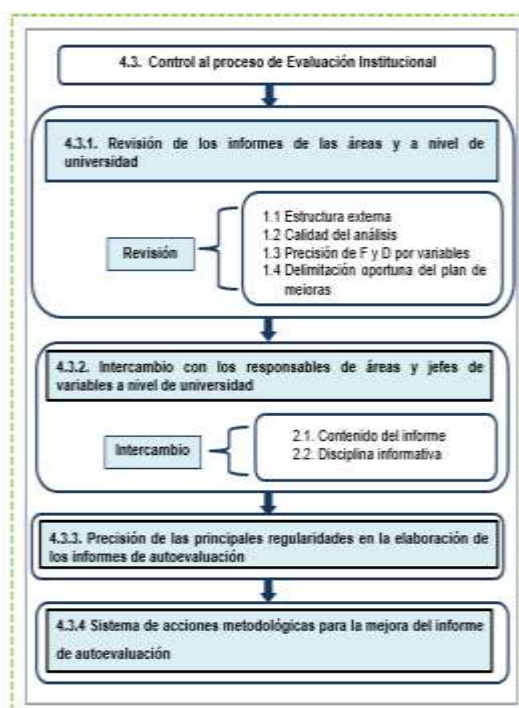 4.3. Control al proceso de Evaluación Institucional
4.3.1. Revisión de los informes de las áreas y a nivel de
universidad
Revisión
1.1 Estructura externa
1.2 Calidad del análisis
1.3 Precisión de F y D por variables
1.4 Delimitación oportuna del plan de
mejoras
4.3.2. Intercambio con los responsables de áreas y jefes de
variables a nivel de universidad
Intercambio
2.1. Contenido del informe
2.2. Disciplina informativa
4.3.3. Precisión de las principales regularidades en la elaboración de
los informes de autoevaluación
4.3.4 Sistema de acciones metodológicas para la mejora del informe
de autoevaluación